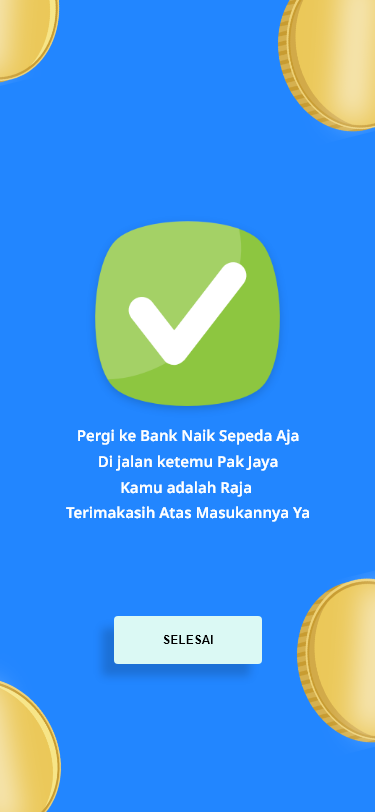 Pergi ke Bank Naik Sepeda Aja
Di jalan ketemu Pak Jaya
Kamu adalah Raja
Terimakasih Atas Masukannya Ya
SELESAI